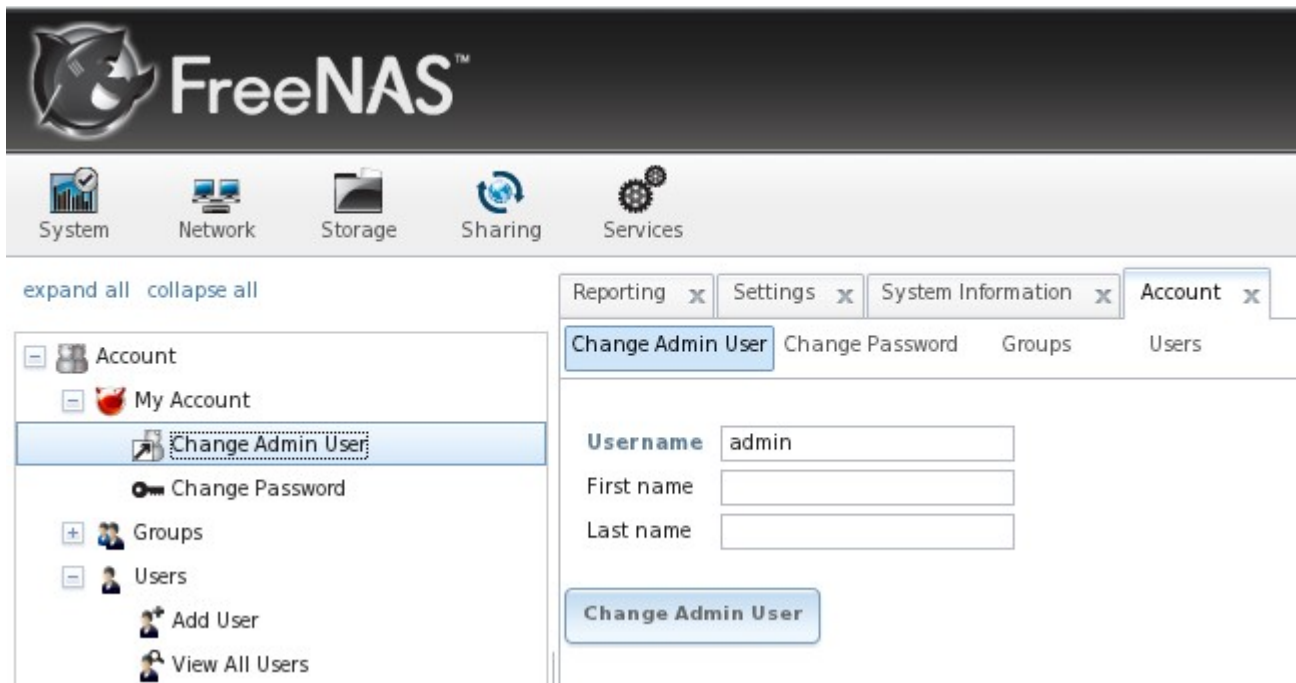 FreeNAS™
System Network Storage Sharing Services
expand all collapse all
Account
My Account
Change Admin User
Change Password
Groups
Users
Add User
View All Users
Reporting x Settings x System Information x Account x
Change Admin User Change Password Groups Users
Username admin
First name
Last name
Change Admin User